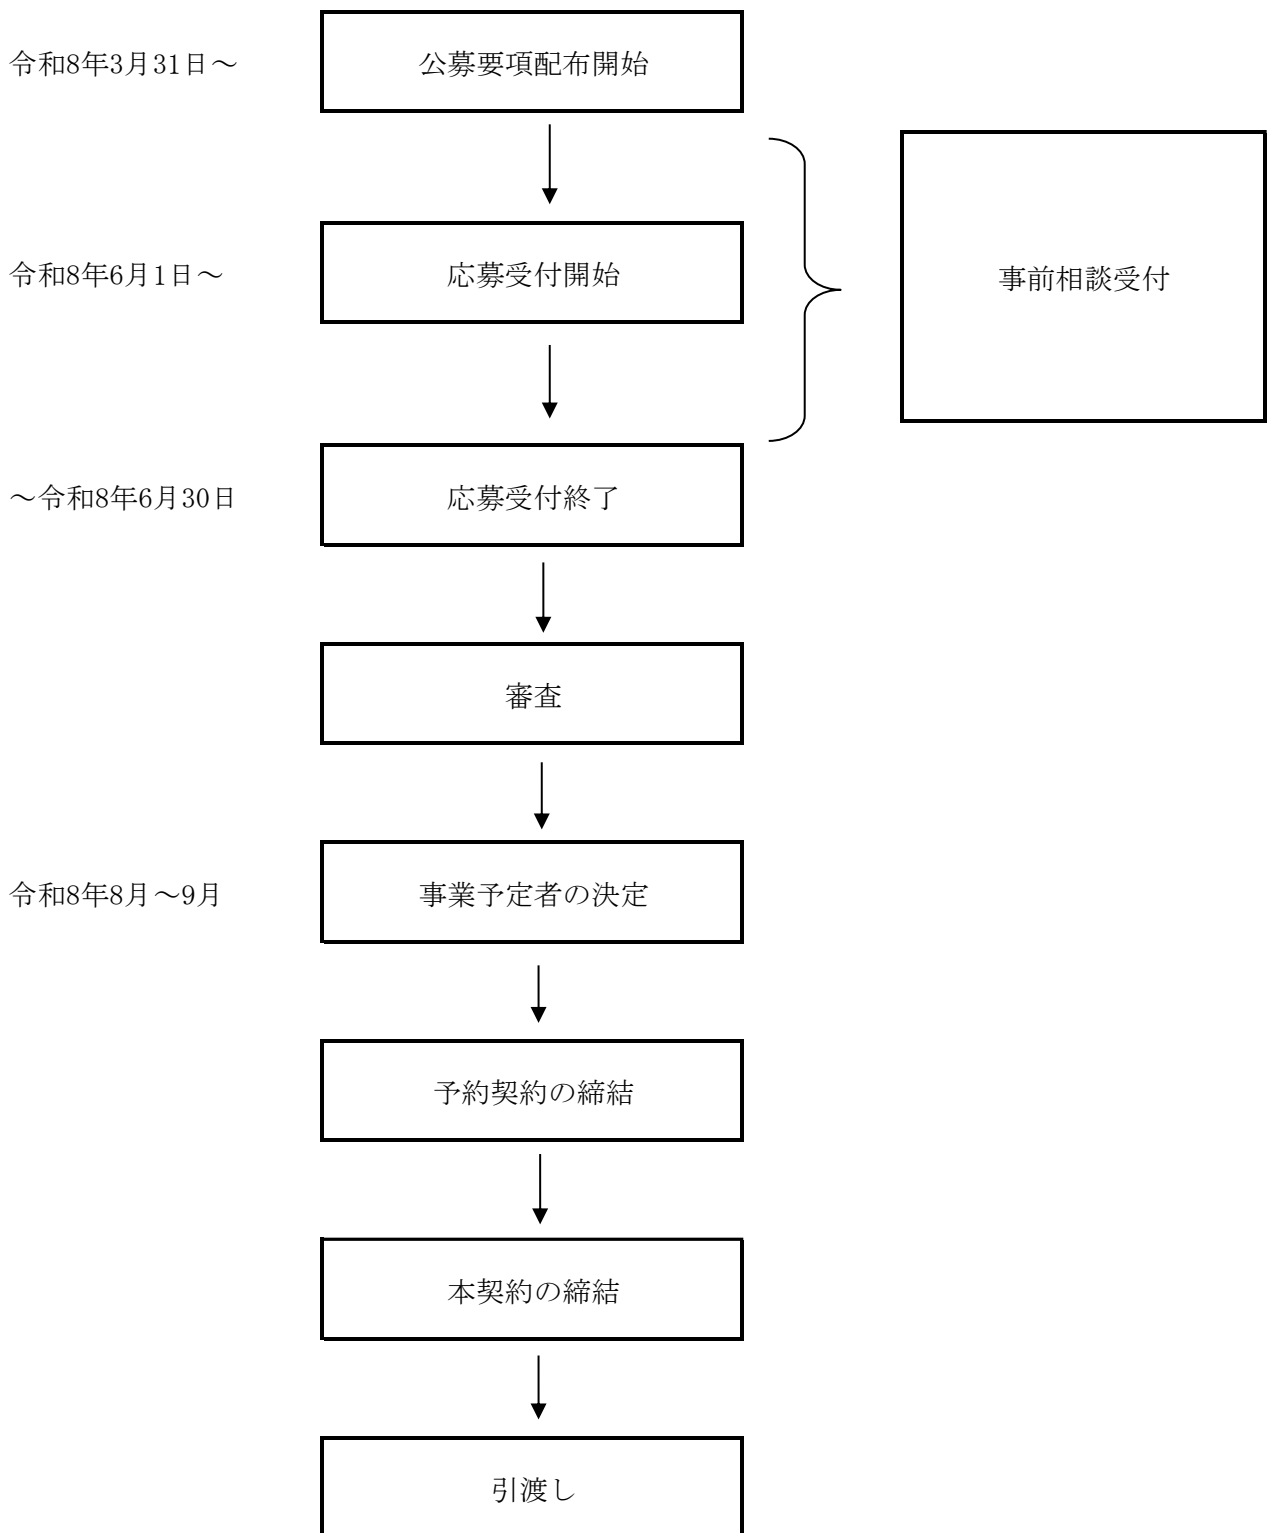 令和8年3月31日～
公募要項配布開始
令和8年6月1日～
応募受付開始
事前相談受付
～令和8年6月30日
応募受付終了
審査
令和8年8月～9月
事業予定者の決定
予約契約の締結
本契約の締結
引渡し